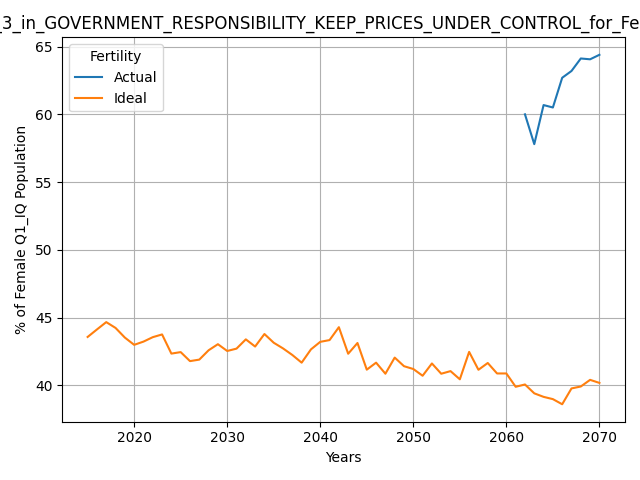 _3_in_GOVERNMENT_RESPONSIBILITY_KEEP_PRICES_UNDER_CONTROL_for_Fe
Fertility
Actual
Ideal
% of Female Q1_IQ Population
65
60
55
50
45
40
2020 2030 2040 2050 2060 2070
Years